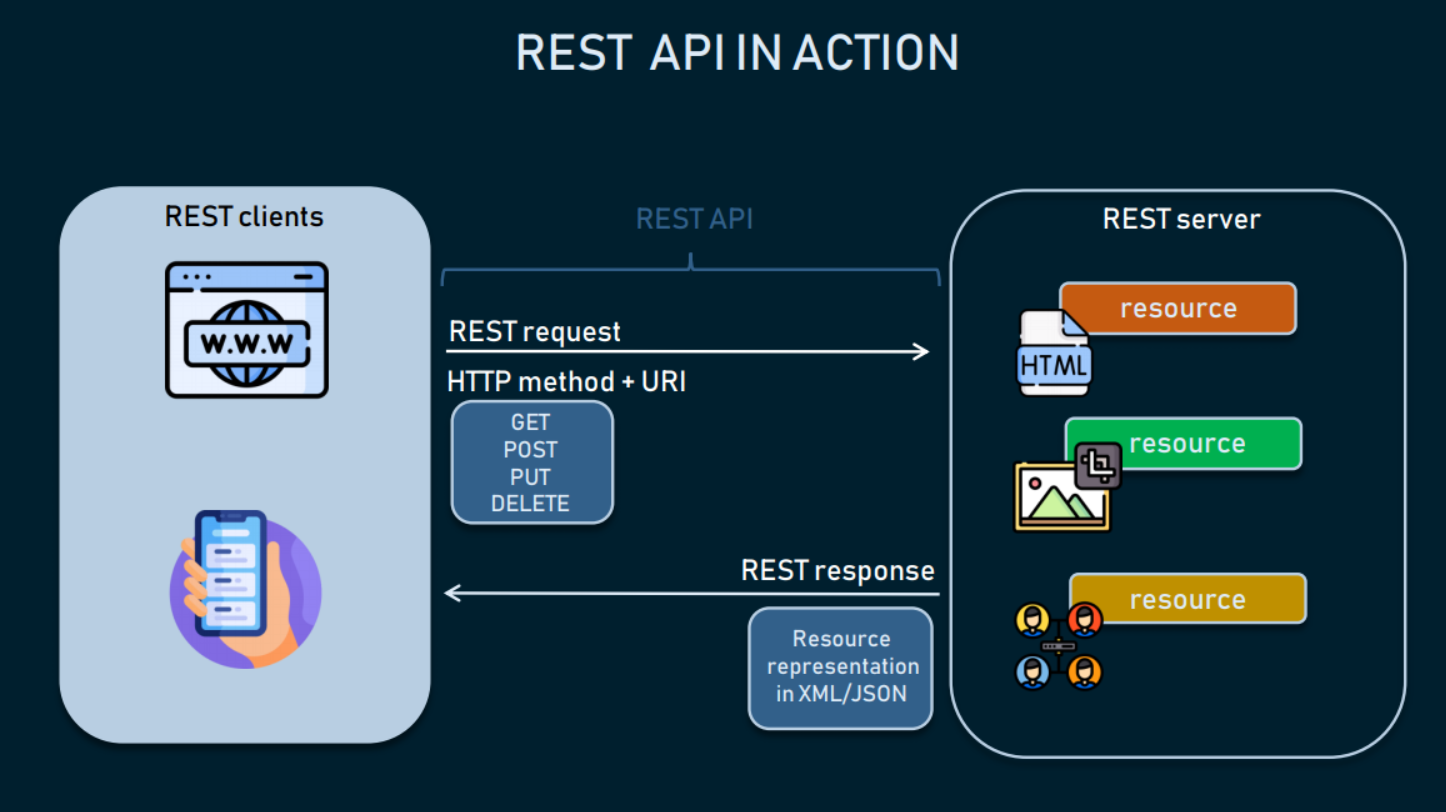 REST API IN ACTION
REST clients
W.W.W
REST API
REST request
HTTP method + URI
GET
POST
PUT
DELETE
REST response
Resource
representation
in XML/JSON
REST server
resource
HTML
resource
resource